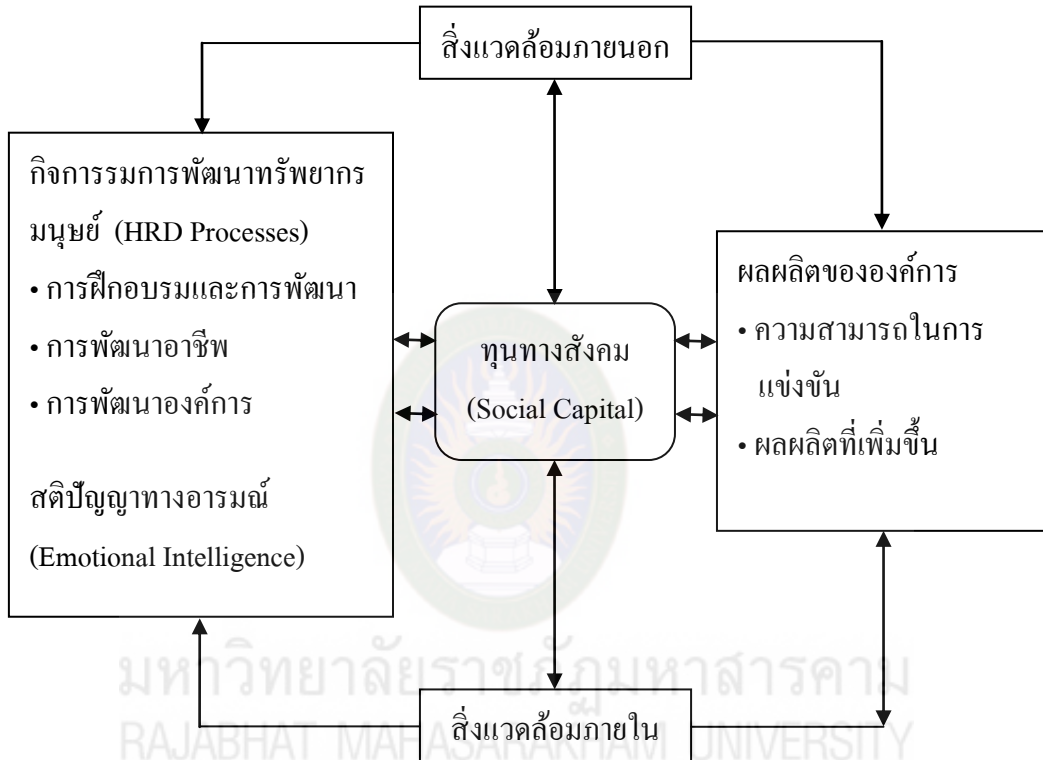 สิ่งแวดล้อมภายนอก
กิจการรมการพัฒนาทรัพยากร
มนุษย์ (HRD Processes)
• การฝึกอบรมและการพัฒนา
• การพัฒนาอาชีพ
• การพัฒนาองค์การ
สติปัญญาทางอารมณ์
(Emotional Intelligence)
ทุนทางสังคม
(Social Capital)
ผลผลิตขององค์การ
• ความสามารถในการ
แข่งขัน
• ผลผลิตที่เพิ่มขึ้น
สิ่งแวดล้อมภายใน
มหาวิทยาลัยราชภัฏมหาสารคาม
RAJABHAT MAHASARAKHAM UNIVERSITY